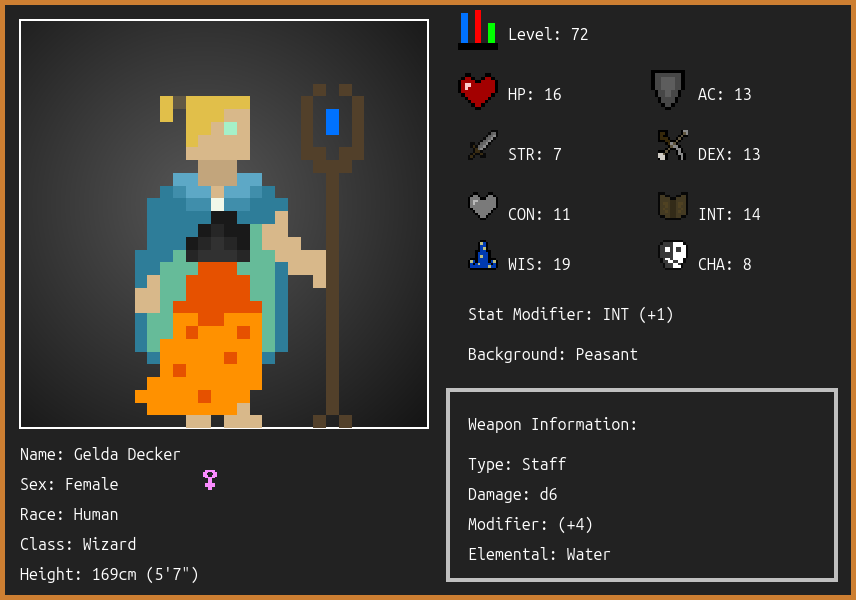 Level: 72
HP: 16
AC: 13
STR: 7
DEX: 13
CON: 11
INT: 14
WIS: 19
CHA: 8
Stat Modifier: INT (+1)
Background: Peasant
Weapon Information:
Type: Staff
Damage: d6
Modifier: (+4)
Elemental: Water
Name: Gelda Decker
Sex: Female
Race: Human
Class: Wizard
Height: 169cm (5'7")